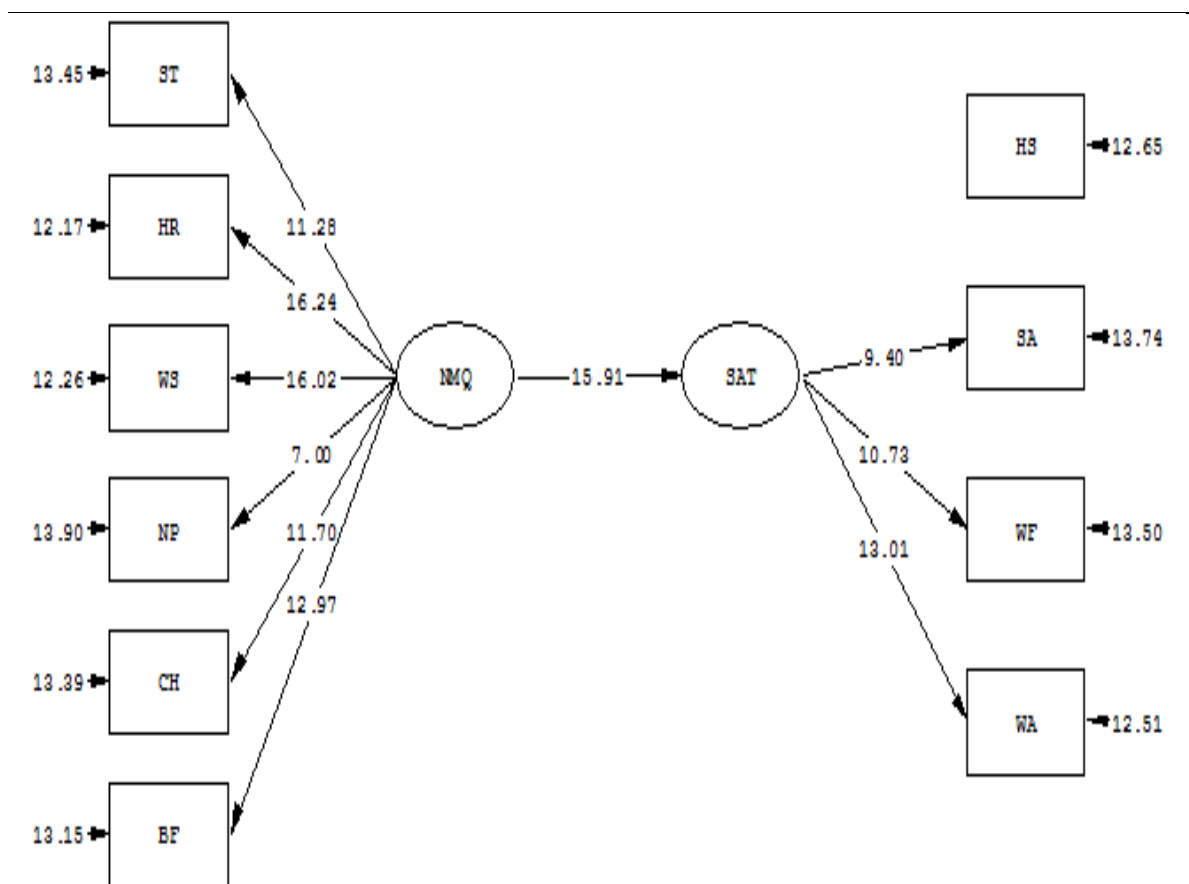 13.45 ST
HS 12.65
12.17 HR
11.28
16.24
SA 13.74
9.40
12.26 WS 16.02 NMQ 15.91 SAT
7.00
10.73
13.90 NP
11.70
WF 13.50
13.01
12.97
13.39 CH
WA 12.51
13.15 BF